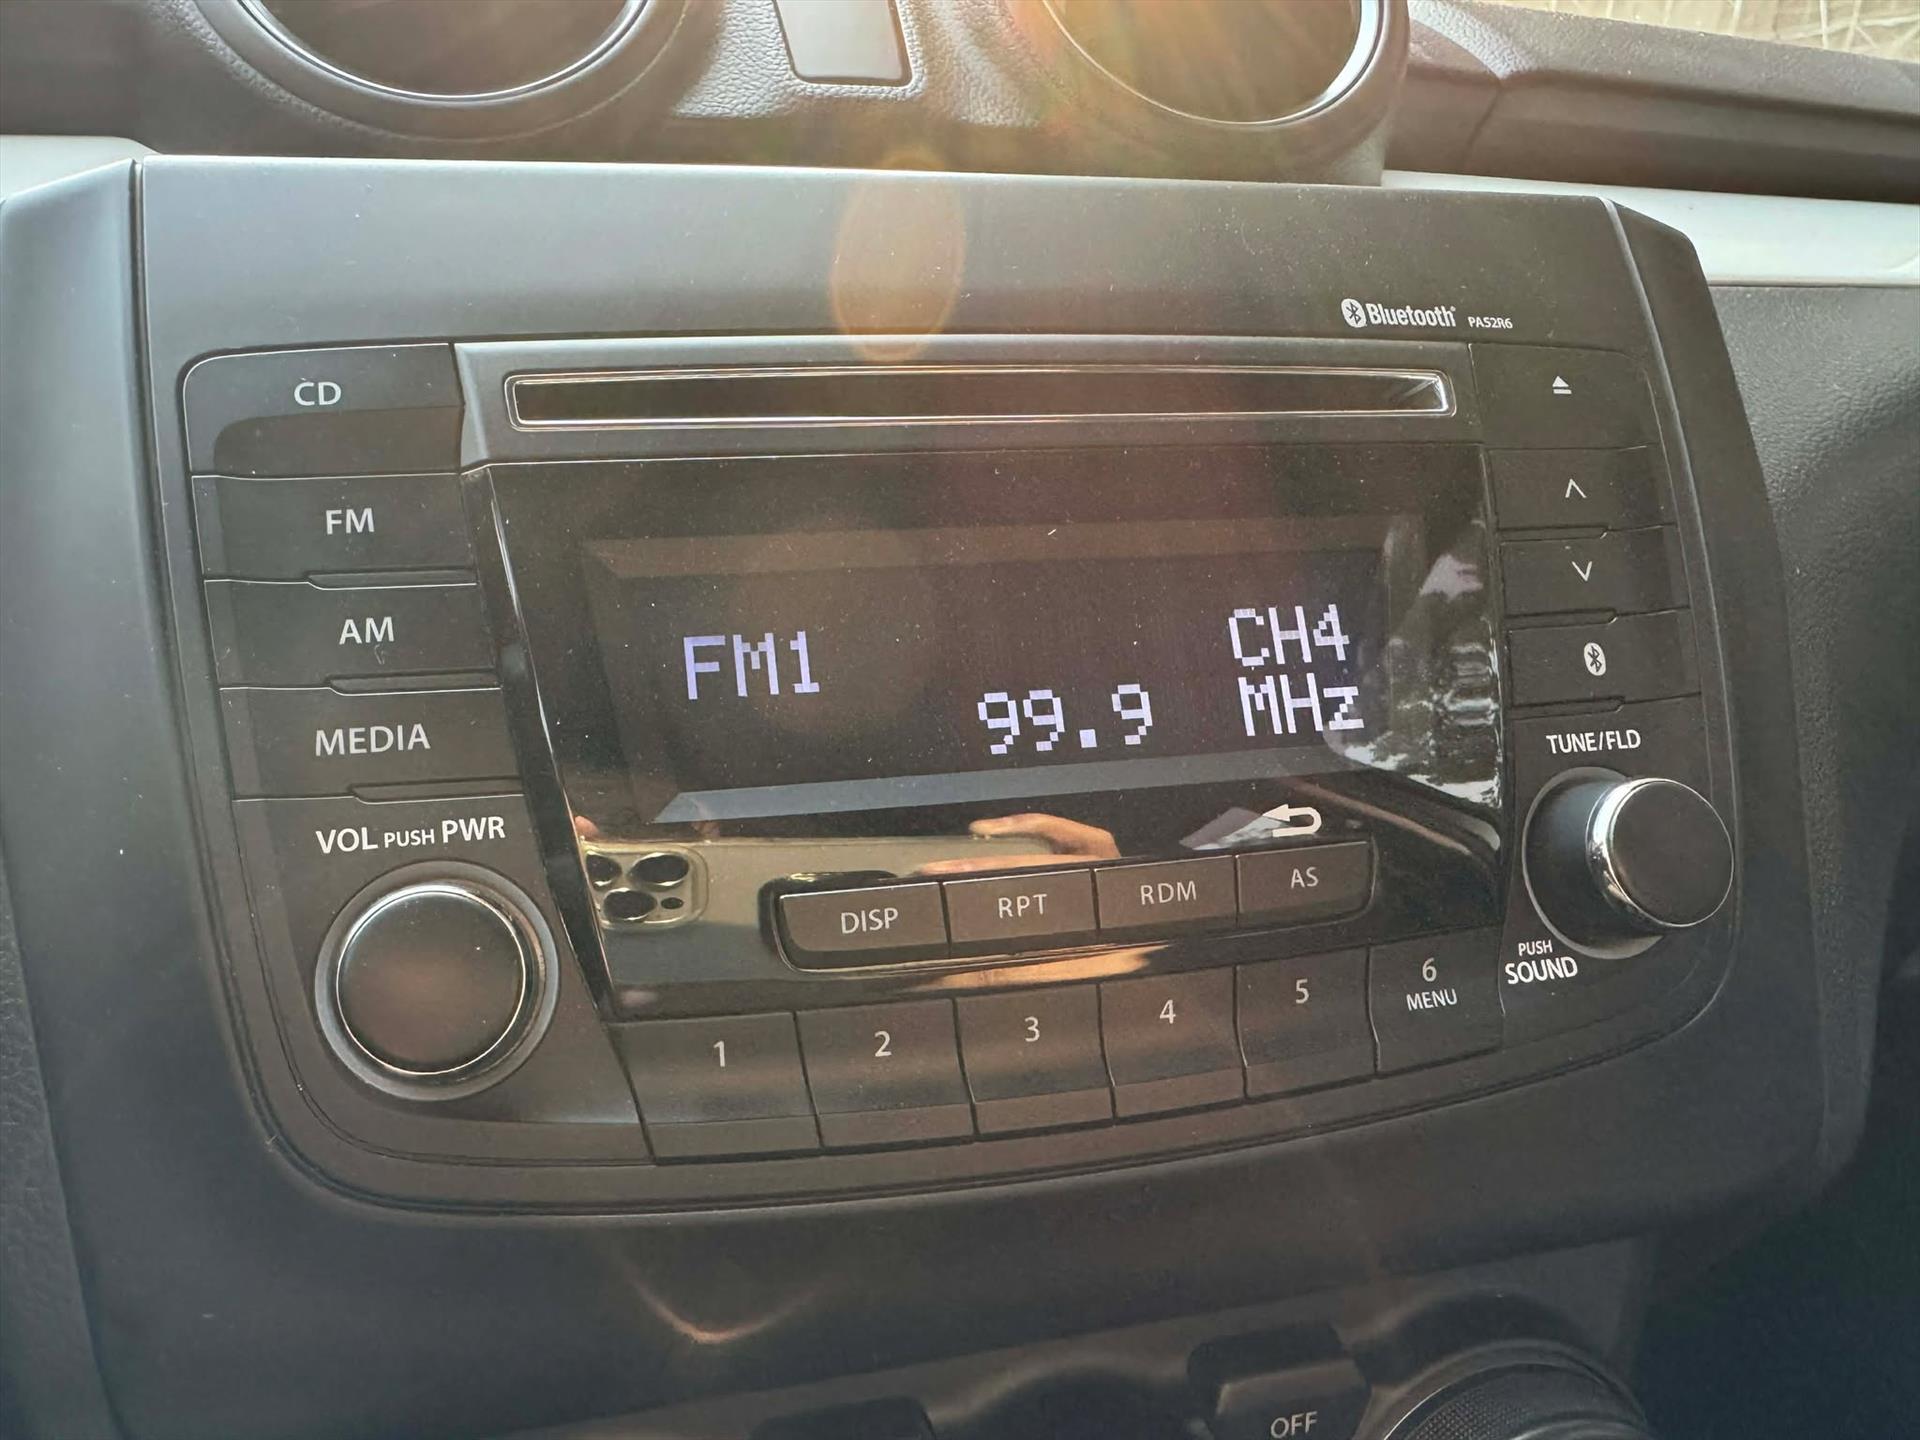 Bluetooth® PA52R6
CD
FM
AM
MEDIA
VOL PUSH PWR
FM1
CH4
99.9 MHz
TUNE/FLD
PUSH
SOUND
DISP RPT RDM AS
1 2 3 4 5 6
MENU
OFF